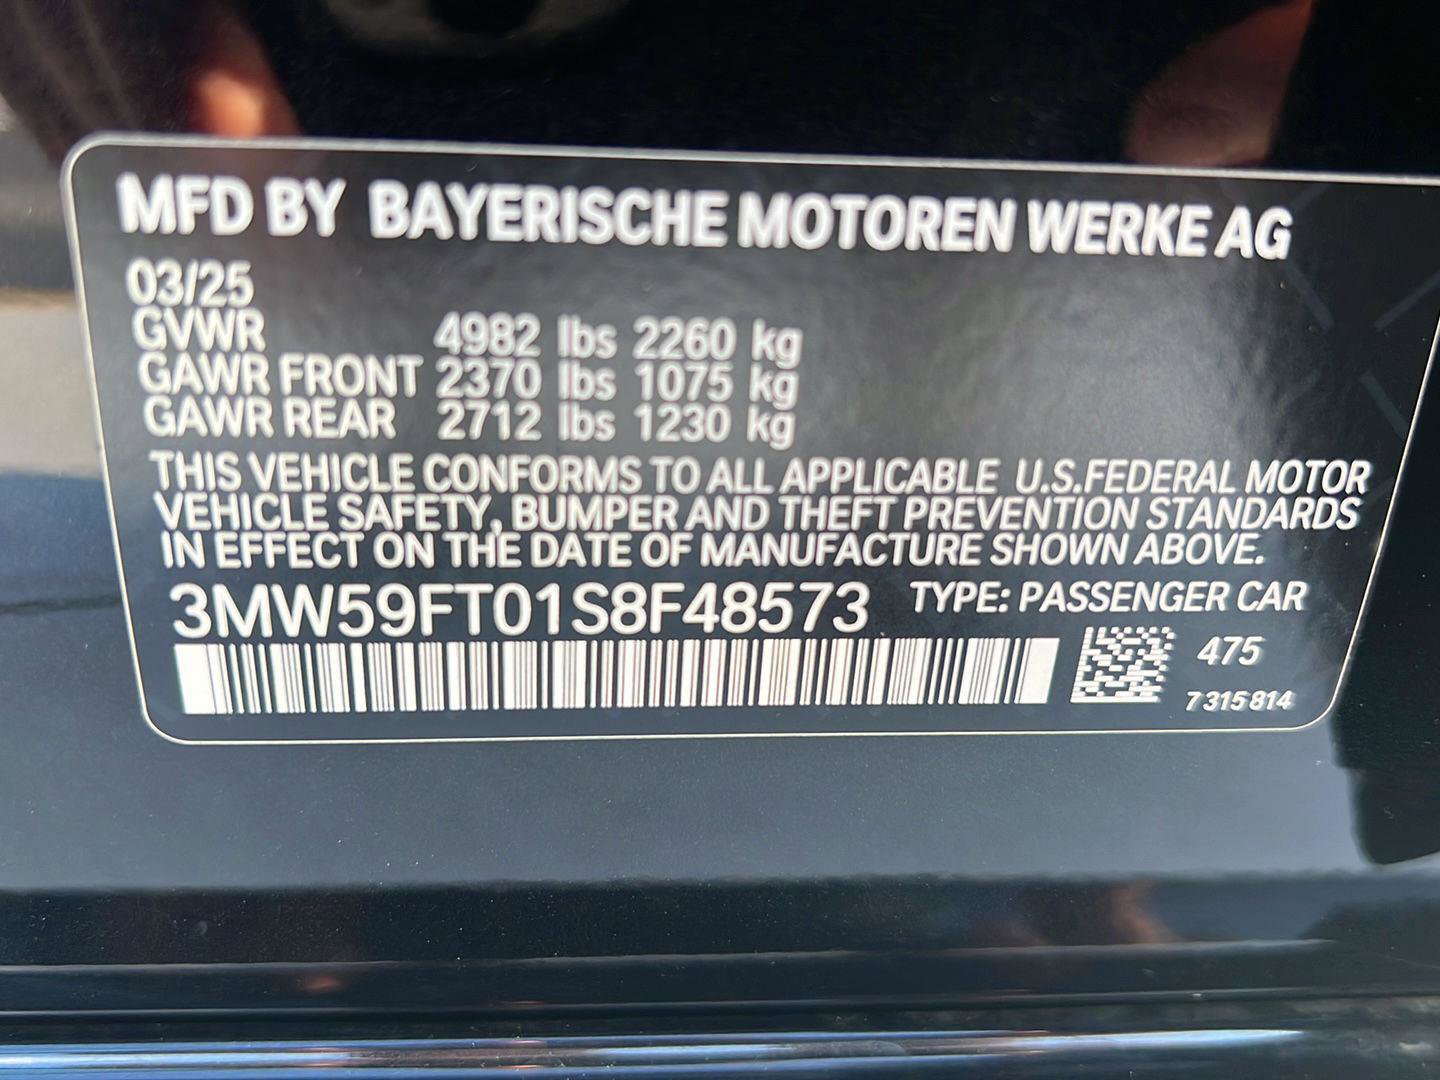 MFD BY BAYERISCHE MOTOREN WERKE AG
03/25
GVWR 4982 lbs 2260 kg
GAWR FRONT 2370 lbs 1075 kg
GAWR REAR 2712 lbs 1230 kg
THIS VEHICLE CONFORMS TO ALL APPLICABLE U.S.FEDERAL MOTOR
VEHICLE SAFETY, BUMPER AND THEFT PREVENTION STANDARDS
IN EFFECT ON THE DATE OF MANUFACTURE SHOWN ABOVE.
3MW59FT01S8F48573 TYPE: PASSENGER CAR
475
7 315 814